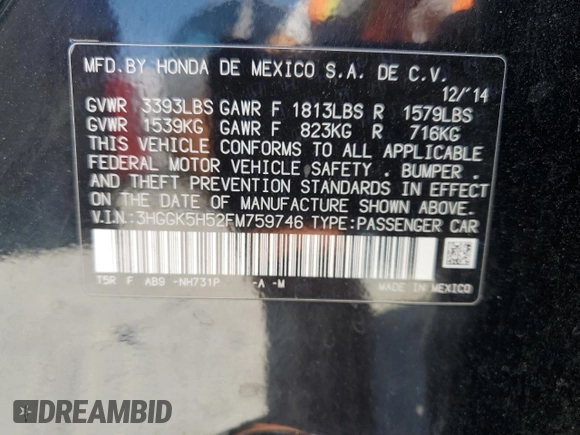 MFD. BY HONDA DE MEXICO S.A. DE C.V.
12/'14
GVWR 3393LBS GAWR F 1813LBS R 1579LBS
GVWR 1539KG GAWR F 823KG R 716KG
THIS VEHICLE CONFORMS TO ALL APPLICABLE
FEDERAL MOTOR VEHICLE SAFETY . BUMPER .
AND THEFT PREVENTION STANDARDS IN EFFECT
ON THE DATE OF MANUFACTURE SHOWN ABOVE.
V.I.N.:3HGGK5H52FM759746 TYPE:PASSENGER CAR
T5R F AB9 -NH731P -A -M
MADE IN MEXICO
DREAMBID